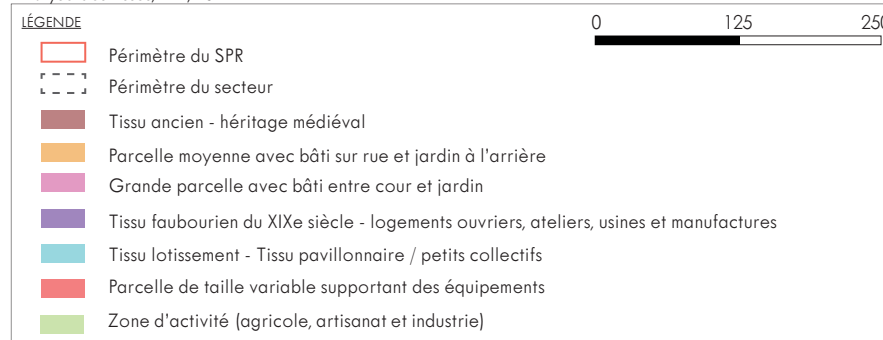 LÉGENDE
0 125 250
Périmètre du SPR
Périmètre du secteur
Tissu ancien - héritage médiéval
Parcelle moyenne avec bâti sur rue et jardin à l'arrière
Grande parcelle avec bâti entre cour et jardin
Tissu faubourien du XIXe siècle - logements ouvriers, ateliers, usines et manufactures
Tissu lotissement - Tissu pavillonnaire / petits collectifs
Parcelle de taille variable supportant des équipements
Zone d'activité (agricole, artisanat et industrie)